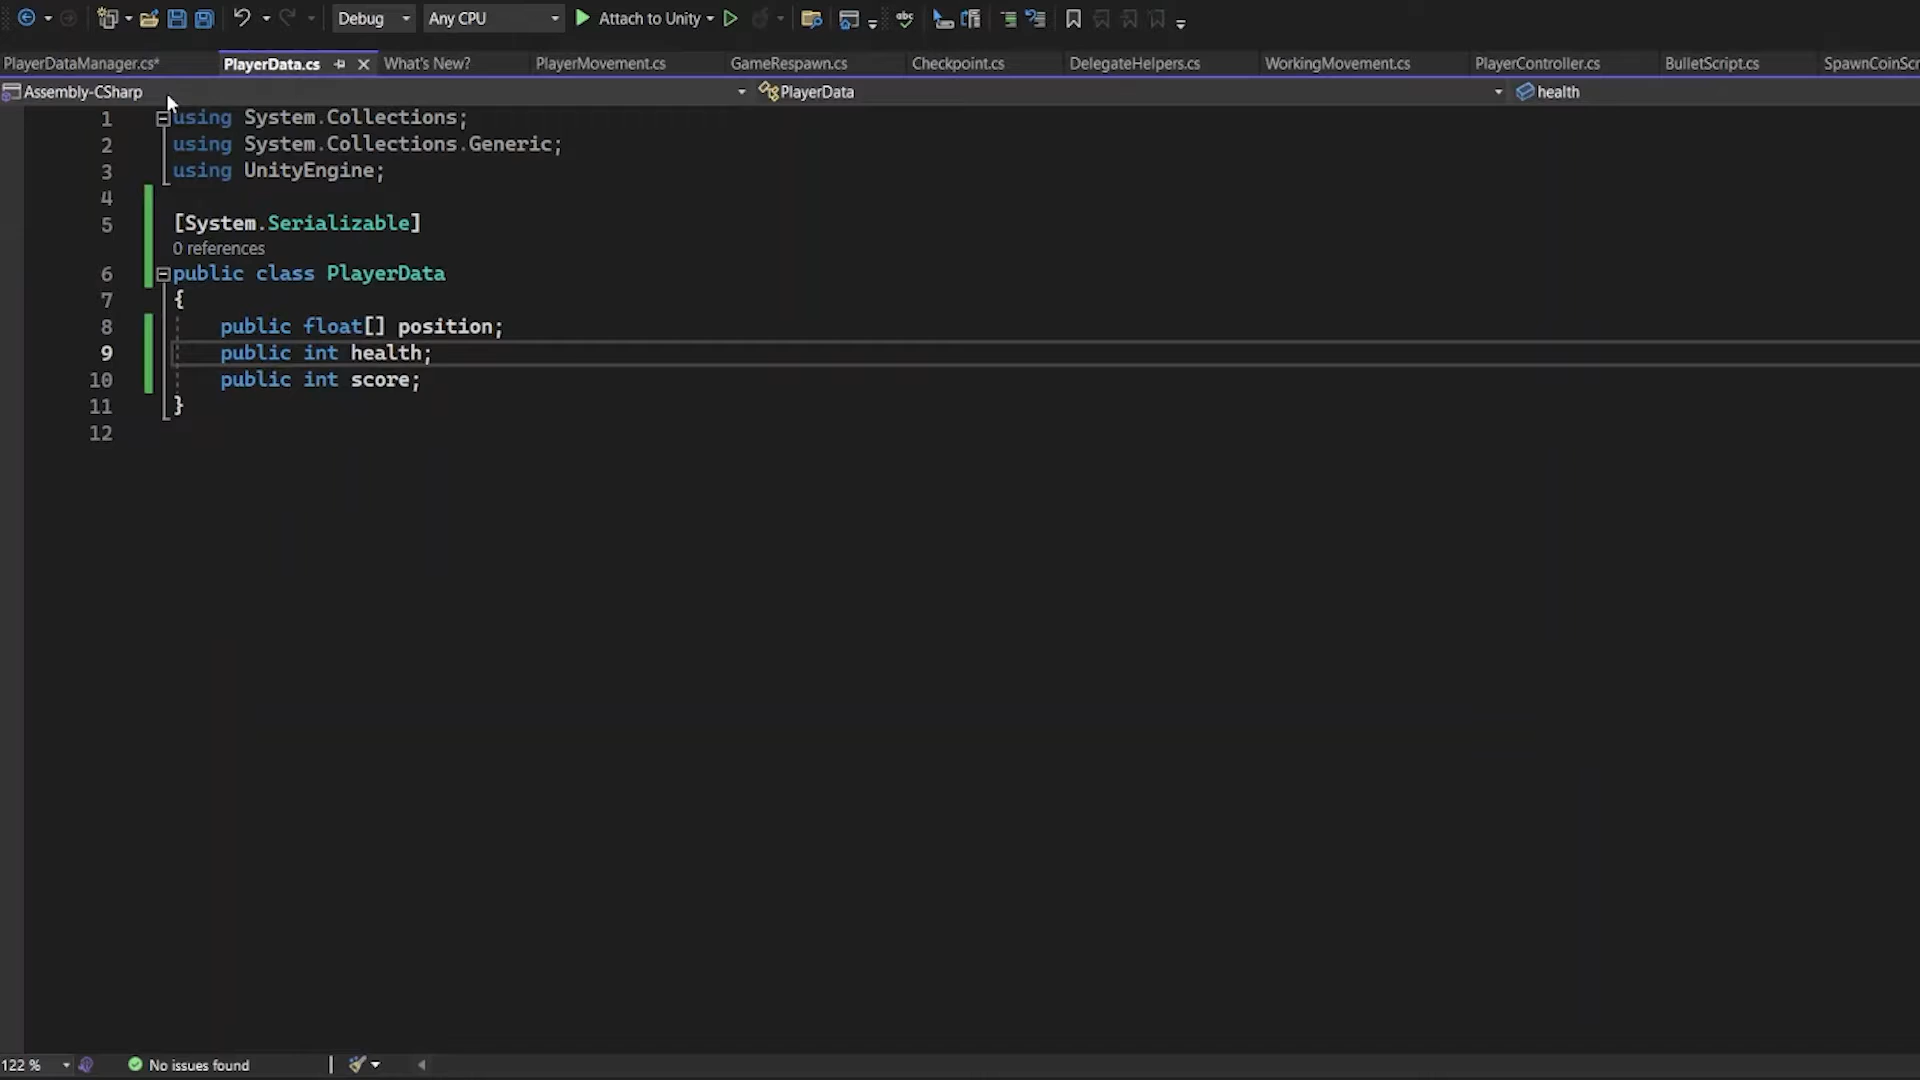 Debug Any CPU Attach to Unity
PlayerDataManager.cs* PlayerData.cs What's New? PlayerMovement.cs GameRespawn.cs Checkpoint.cs DelegateHelpers.cs WorkingMovement.cs PlayerController.cs BulletScript.cs SpawnCoinScr
Assembly-CSharp PlayerData health
1 using System.Collections;
2 using System.Collections.Generic;
3 using UnityEngine;
4
5 [System.Serializable]
0 references
6 public class PlayerData
7 {
8 public float[] position;
9 public int health;
10 public int score;
11 }
12
122 % No issues found